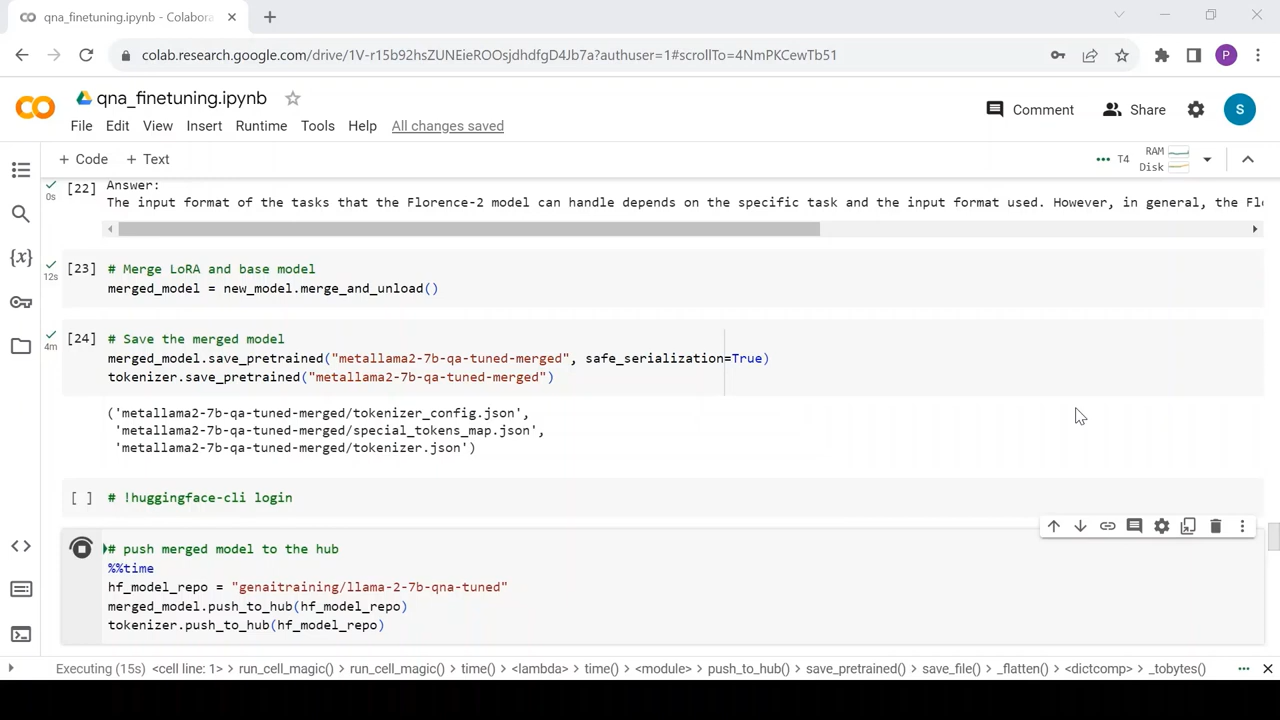 qna_finetuning.ipynb - Colabora
colab.research.google.com/drive/1V-r15b92hsZUNEieROOsjdhdfgD4Jb7a?authuser=1#scrollTo=4NmPKCewTb51
P
CO
qna_finetuning.ipynb
Comment
Share
S
File Edit View Insert Runtime Tools Help All changes saved
+ Code + Text
T4
RAM
Disk
[22]
0s
Answer:
The input format of the tasks that the Florence-2 model can handle depends on the specific task and the input format used. However, in general, the Flo
[23]
12s
# Merge LoRA and base model
merged_model = new_model.merge_and_unload()
[24]
4m
# Save the merged model
merged_model.save_pretrained("metallama2-7b-qa-tuned-merged", safe_serialization=True)
tokenizer.save_pretrained("metallama2-7b-qa-tuned-merged")
('metallama2-7b-qa-tuned-merged/tokenizer_config.json',
'metallama2-7b-qa-tuned-merged/special_tokens_map.json',
'metallama2-7b-qa-tuned-merged/tokenizer.json')
[ ] # !huggingface-cli login
# push merged model to the hub
%%time
hf_model_repo = "genaitraining/llama-2-7b-qna-tuned"
merged_model.push_to_hub(hf_model_repo)
tokenizer.push_to_hub(hf_model_repo)
Executing (15s) <cell line: 1> run_cell_magic() run_cell_magic() time() <lambda> time() <module> push_to_hub() save_pretrained() save_file() _flatten() <dictcomp> _tobytes()